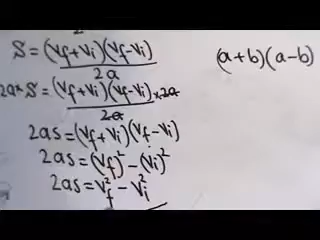 S = (Vf+Vi)(Vf-Vi)/2a
(a+b)(a-b)
2a×S = (Vf+Vi)(Vf-Vi)×2a/2a
2as = (Vf+Vi)(Vf-Vi)
2as = (Vf)²-(Vi)²
2as = Vf²-Vi²